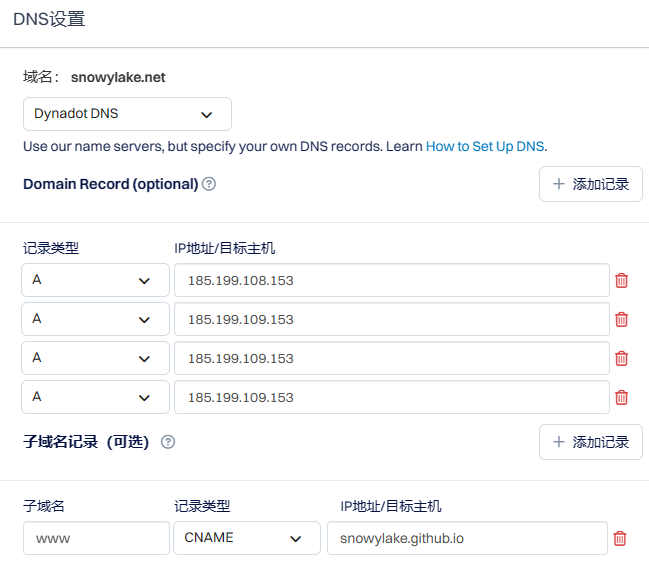 DNS设置
域名： snowylake.net
Dynadot DNS
Use our name servers, but specify your own DNS records. Learn How to Set Up DNS.
Domain Record (optional) ?
+ 添加记录
记录类型 IP地址/目标主机
A 185.199.108.153
A 185.199.109.153
A 185.199.109.153
A 185.199.109.153
子域名记录（可选） ?
+ 添加记录
子域名 记录类型 IP地址/目标主机
www CNAME snowylake.github.io